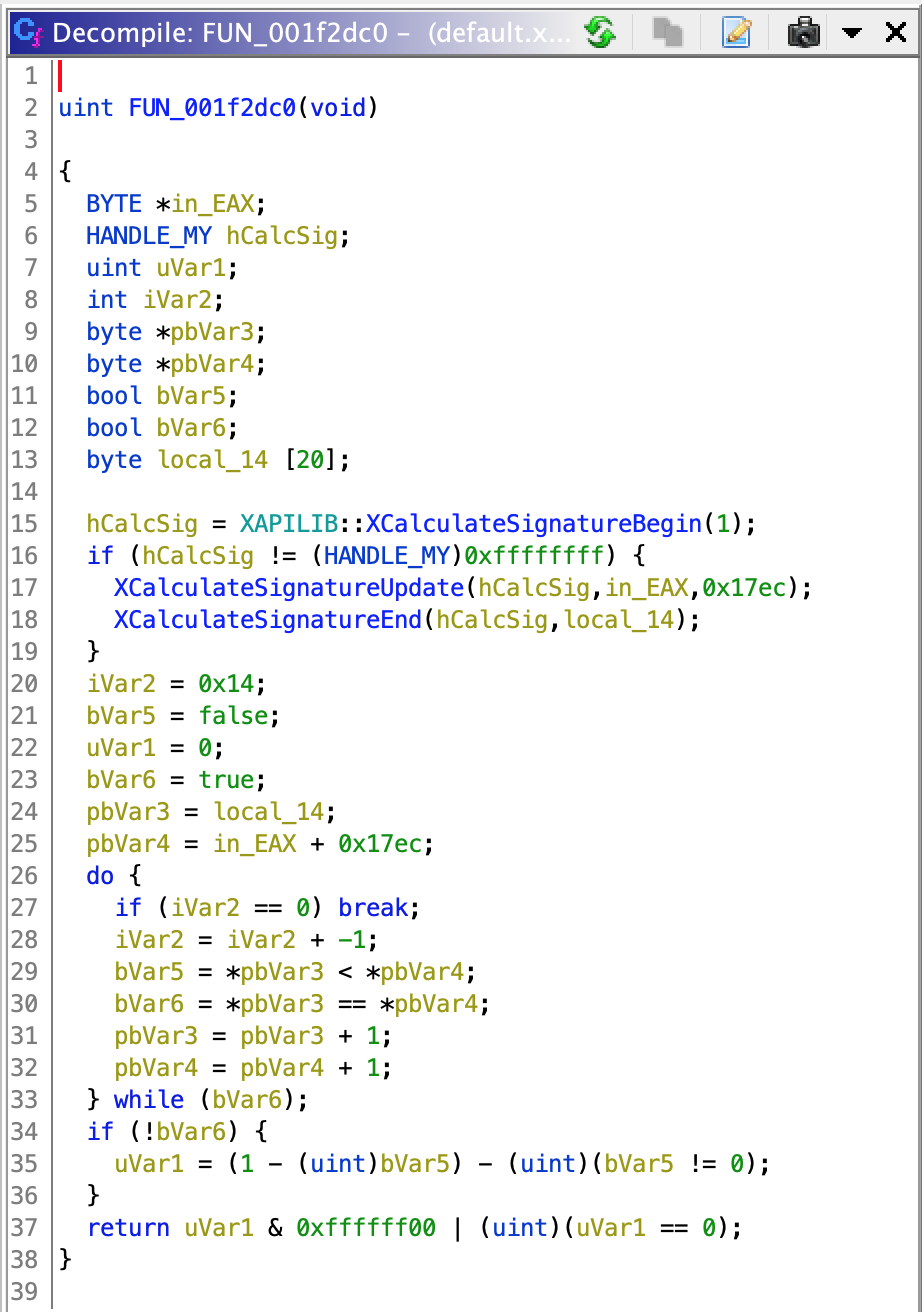 Decompile: FUN_001f2dc0 - (default.x...
1
2 uint FUN_001f2dc0(void)
3
4 {
5   BYTE *in_EAX;
6   HANDLE_MY hCalcSig;
7   uint uVar1;
8   int iVar2;
9   byte *pbVar3;
10   byte *pbVar4;
11   bool bVar5;
12   bool bVar6;
13   byte local_14 [20];
14
15   hCalcSig = XAPILIB::XCalculateSignatureBegin(1);
16   if (hCalcSig != (HANDLE_MY)0xffffffff) {
17     XCalculateSignatureUpdate(hCalcSig,in_EAX,0x17ec);
18     XCalculateSignatureEnd(hCalcSig,local_14);
19   }
20   iVar2 = 0x14;
21   bVar5 = false;
22   uVar1 = 0;
23   bVar6 = true;
24   pbVar3 = local_14;
25   pbVar4 = in_EAX + 0x17ec;
26   do {
27     if (iVar2 == 0) break;
28     iVar2 = iVar2 + -1;
29     bVar5 = *pbVar3 < *pbVar4;
30     bVar6 = *pbVar3 == *pbVar4;
31     pbVar3 = pbVar3 + 1;
32     pbVar4 = pbVar4 + 1;
33   } while (bVar6);
34   if (!bVar6) {
35     uVar1 = (1 - (uint)bVar5) - (uint)(bVar5 != 0);
36   }
37   return uVar1 & 0xffffff00 | (uint)(uVar1 == 0);
38 }
39